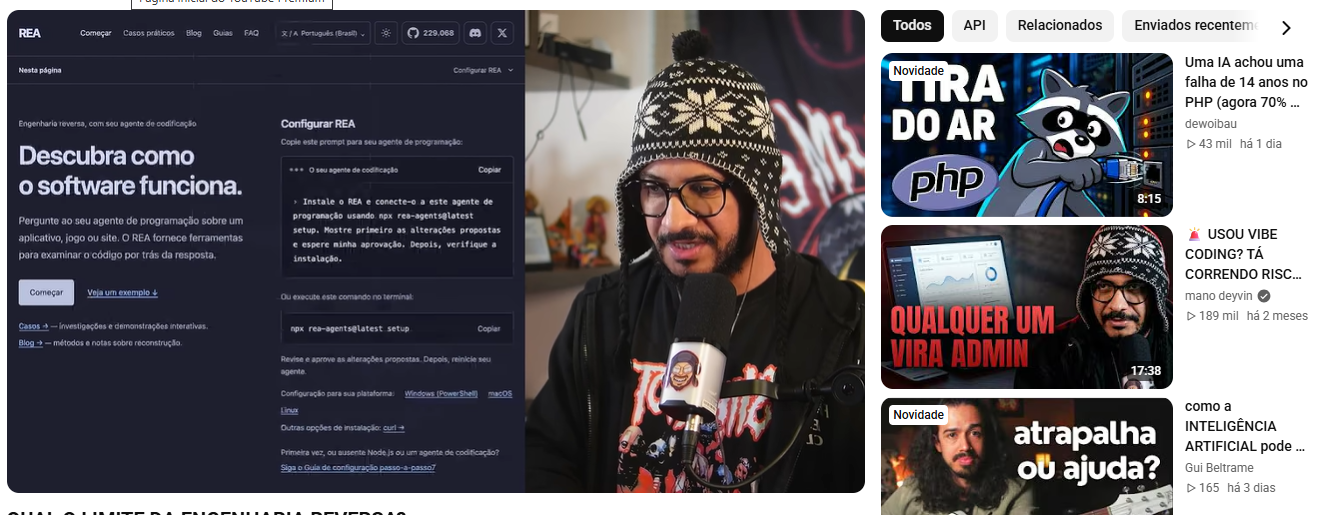 Página inicial do YouTube Premium
REA
Começar Casos práticos Blog Guias FAQ
Português (Brasil)
229.068
Nesta página
Configurar REA
Engenharia reversa, com seu agente de codificação.
Descubra como
o software funciona.
Pergunte ao seu agente de programação sobre um
aplicativo, jogo ou site. O REA fornece ferramentas
para examinar o código por trás da resposta.
Começar
Veja um exemplo ↓
Casos → — investigações e demonstrações interativas.
Blog → — métodos e notas sobre reconstrução.
Configurar REA
Copie este prompt para seu agente de programação:
O seu agente de codificação
Copiar
› Instale o REA e conecte-o a este agente de
programação usando npx rea-agents@latest
setup. Mostre primeiro as alterações propostas
e espere minha aprovação. Depois, verifique a
instalação.
Ou execute este comando no terminal:
npx rea-agents@latest setup
Copiar
Revise e aprove as alterações propostas. Depois, reinicie seu
agente.
Configuração para sua plataforma: Windows (PowerShell) macOS
Linux
Outras opções de instalação: curl →
Primeira vez, ou ausente Node.js ou um agente de codificação?
Siga o Guia de configuração passo-a-passo?
QUAL O LIMITE DA ENGENHARIA REVERSA?
Todos
API
Relacionados
Enviados recenteme
Novidade
TIRA
DO AR
php
8:15
Uma IA achou uma
falha de 14 anos no
PHP (agora 70% ...
dewoibau
43 mil há 1 dia
QUALQUER UM
VIRA ADMIN
17:38
🚨 USOU VIBE
CODING? TÁ
CORRENDO RISC...
mano deyvin
189 mil há 2 meses
Novidade
atrapalha
ou ajuda?
como a
INTELIGÊNCIA
ARTIFICIAL pode ...
Gui Beltrame
165 há 3 dias